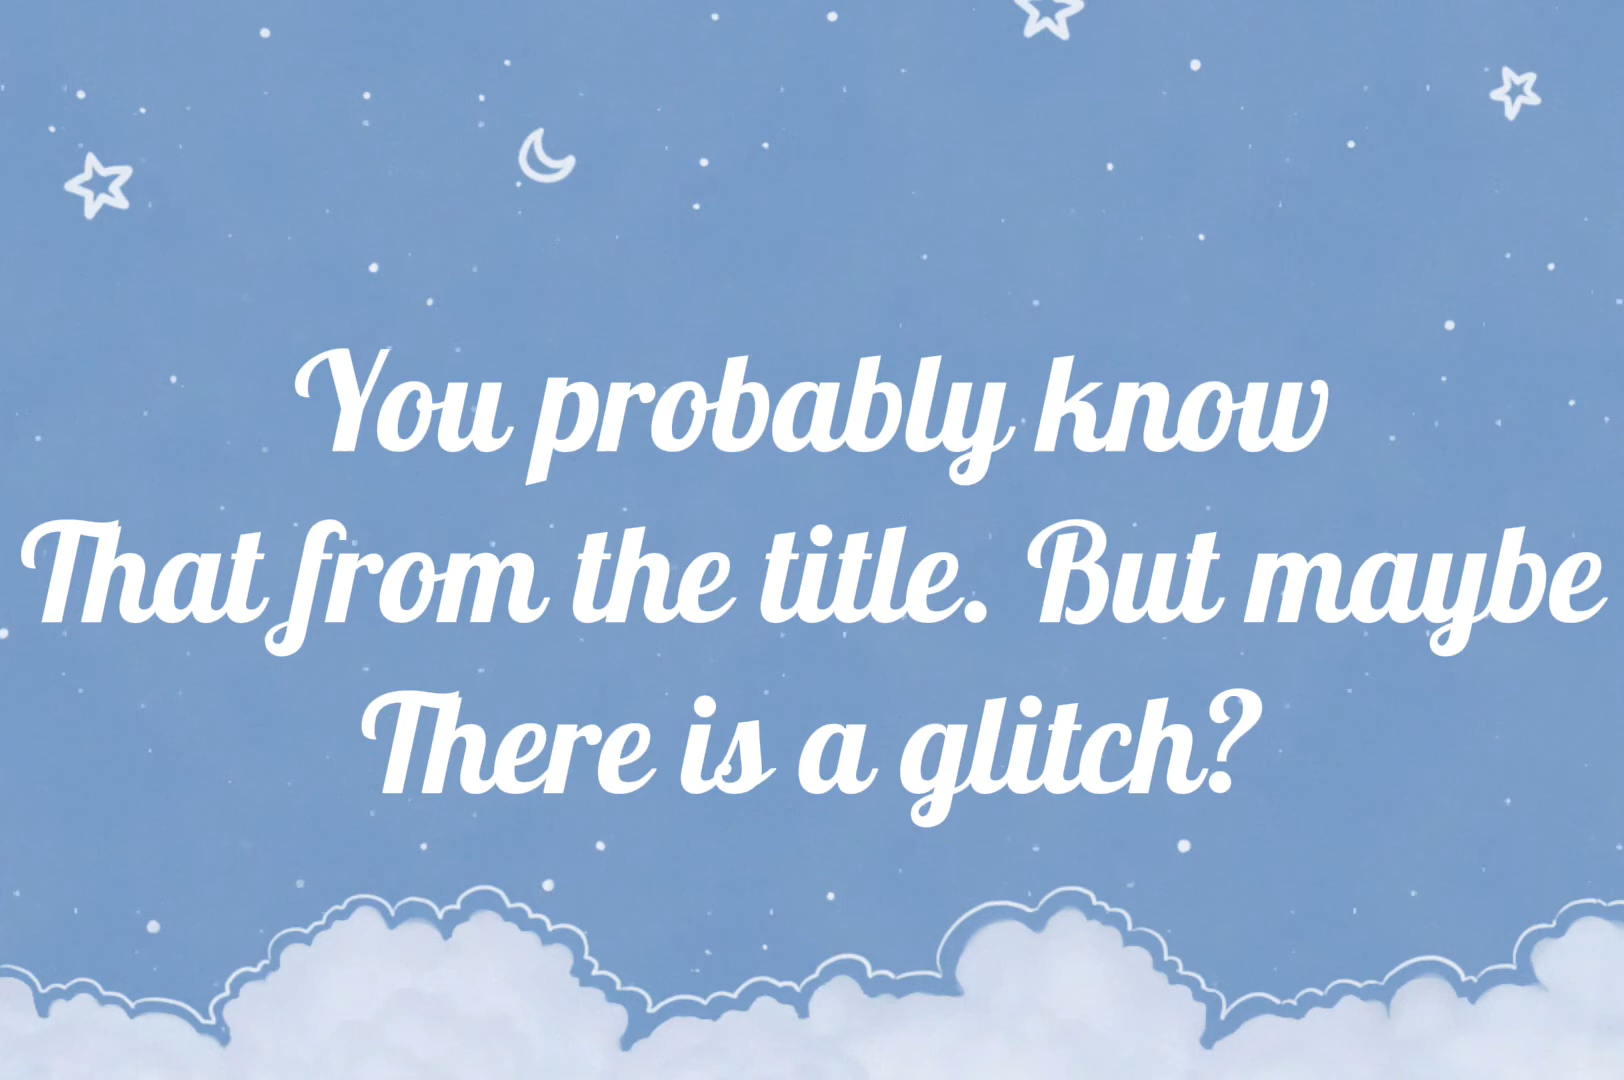 You probably know
That from the title. But maybe
There is a glitch?